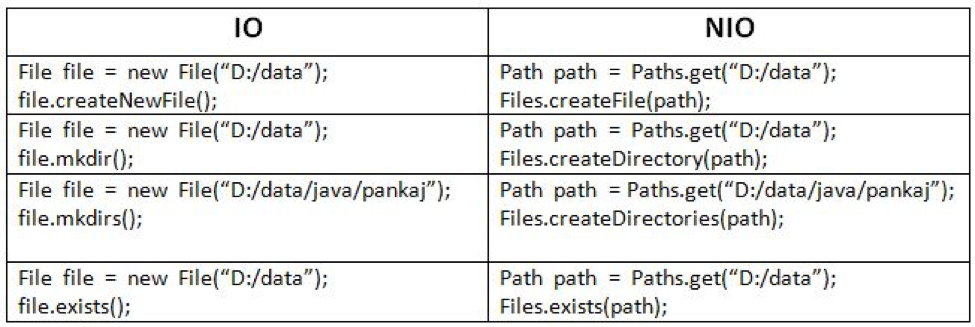 IO
NIO
File file = new File(“D:/data”);
file.createNewFile();
Path path = Paths.get(“D:/data”);
Files.createFile(path);
File file = new File(“D:/data”);
file.mkdir();
Path path = Paths.get(“D:/data”);
Files.createDirectory(path);
File file = new File(“D:/data/java/pankaj”);
file.mkdirs();
Path path = Paths.get(“D:/data/java/pankaj”);
Files.createDirectories(path);
File file = new File(“D:/data”);
file.exists();
Path path = Paths.get(“D:/data”);
Files.exists(path);